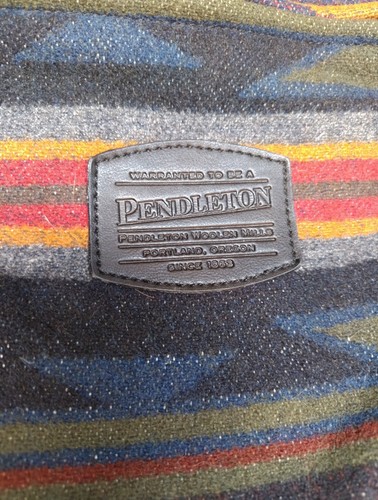 WARRANTED TO BE A
PENDLETON
PENDLETON WOOLEN MILLS
PORTLAND, OREGON
SINCE 1863